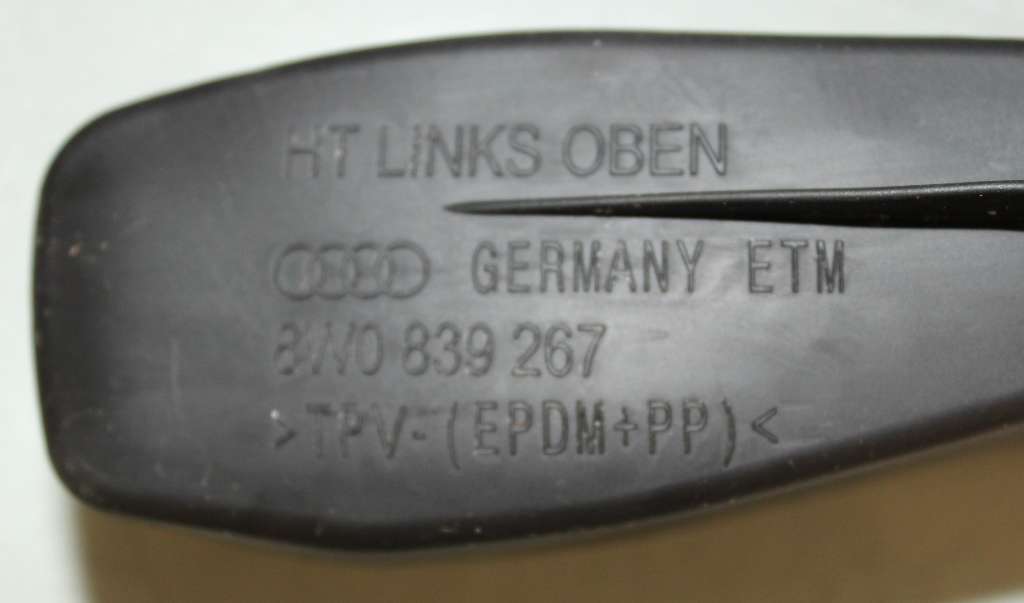 HT LINKS OBEN
GERMANY ETM
8W0 839 267
>TPV-(EPDM+PP)<